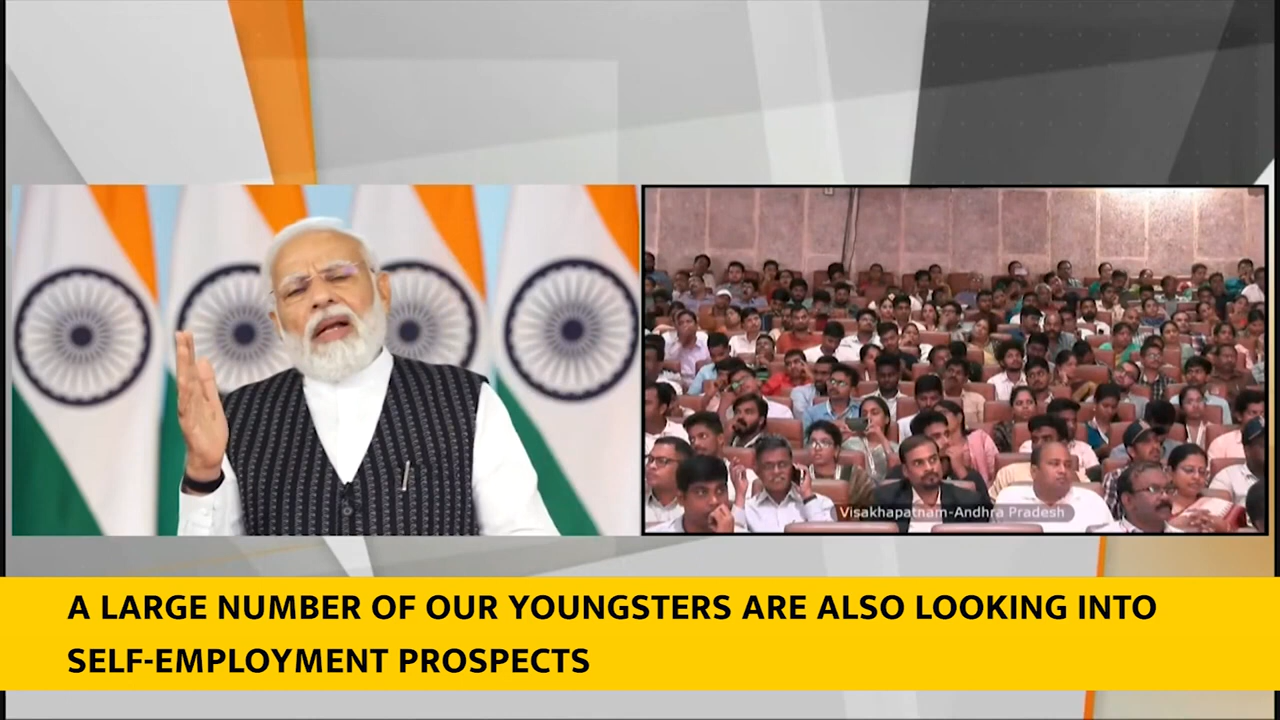 Visakhapatnam-Andhra Pradesh
A LARGE NUMBER OF OUR YOUNGSTERS ARE ALSO LOOKING INTO
SELF-EMPLOYMENT PROSPECTS